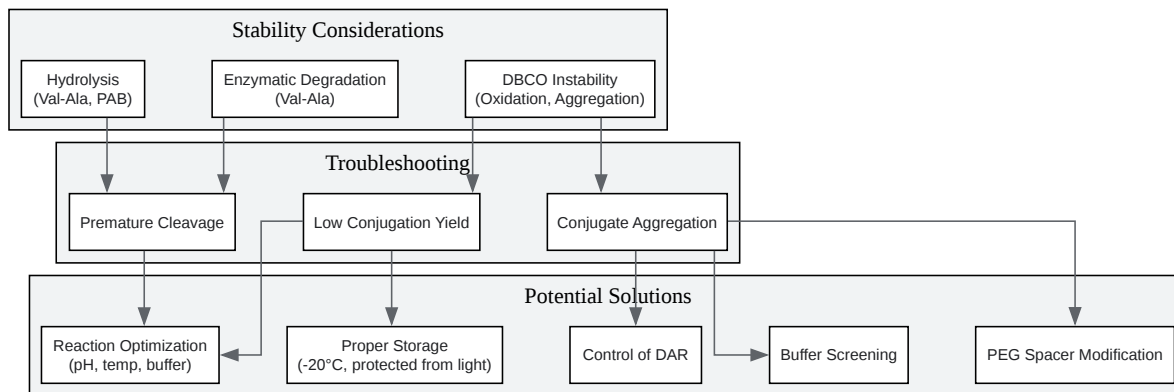 Stability Considerations
Hydrolysis
(Val-Ala, PAB)
Enzymatic Degradation
(Val-Ala)
DBCO Instability
(Oxidation, Aggregation)
Troubleshooting
Premature Cleavage
Low Conjugation Yield
Conjugate Aggregation
Potential Solutions
Reaction Optimization
(pH, temp, buffer)
Proper Storage
(-20°C, protected from light)
Control of DAR
Buffer Screening
PEG Spacer Modification